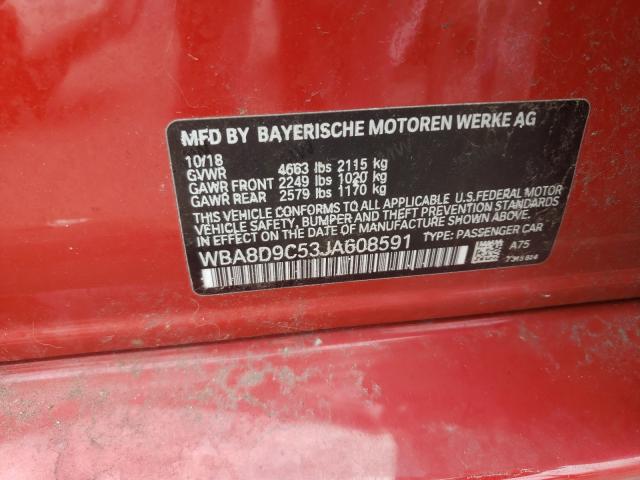 MFD BY BAYERISCHE MOTOREN WERKE AG
10/18
GVWR 4663 lbs 2115 kg
GAWR FRONT 2249 lbs 1020 kg
GAWR REAR 2579 lbs 1170 kg
THIS VEHICLE CONFORMS TO ALL APPLICABLE U.S.FEDERAL MOTOR
VEHICLE SAFETY, BUMPER, AND THEFT PREVENTION STANDARDS
IN EFFECT ON THE DATE OF MANUFACTURE SHOWN ABOVE.
WBA8D9C53JA608591 TYPE: PASSENGER CAR
A75